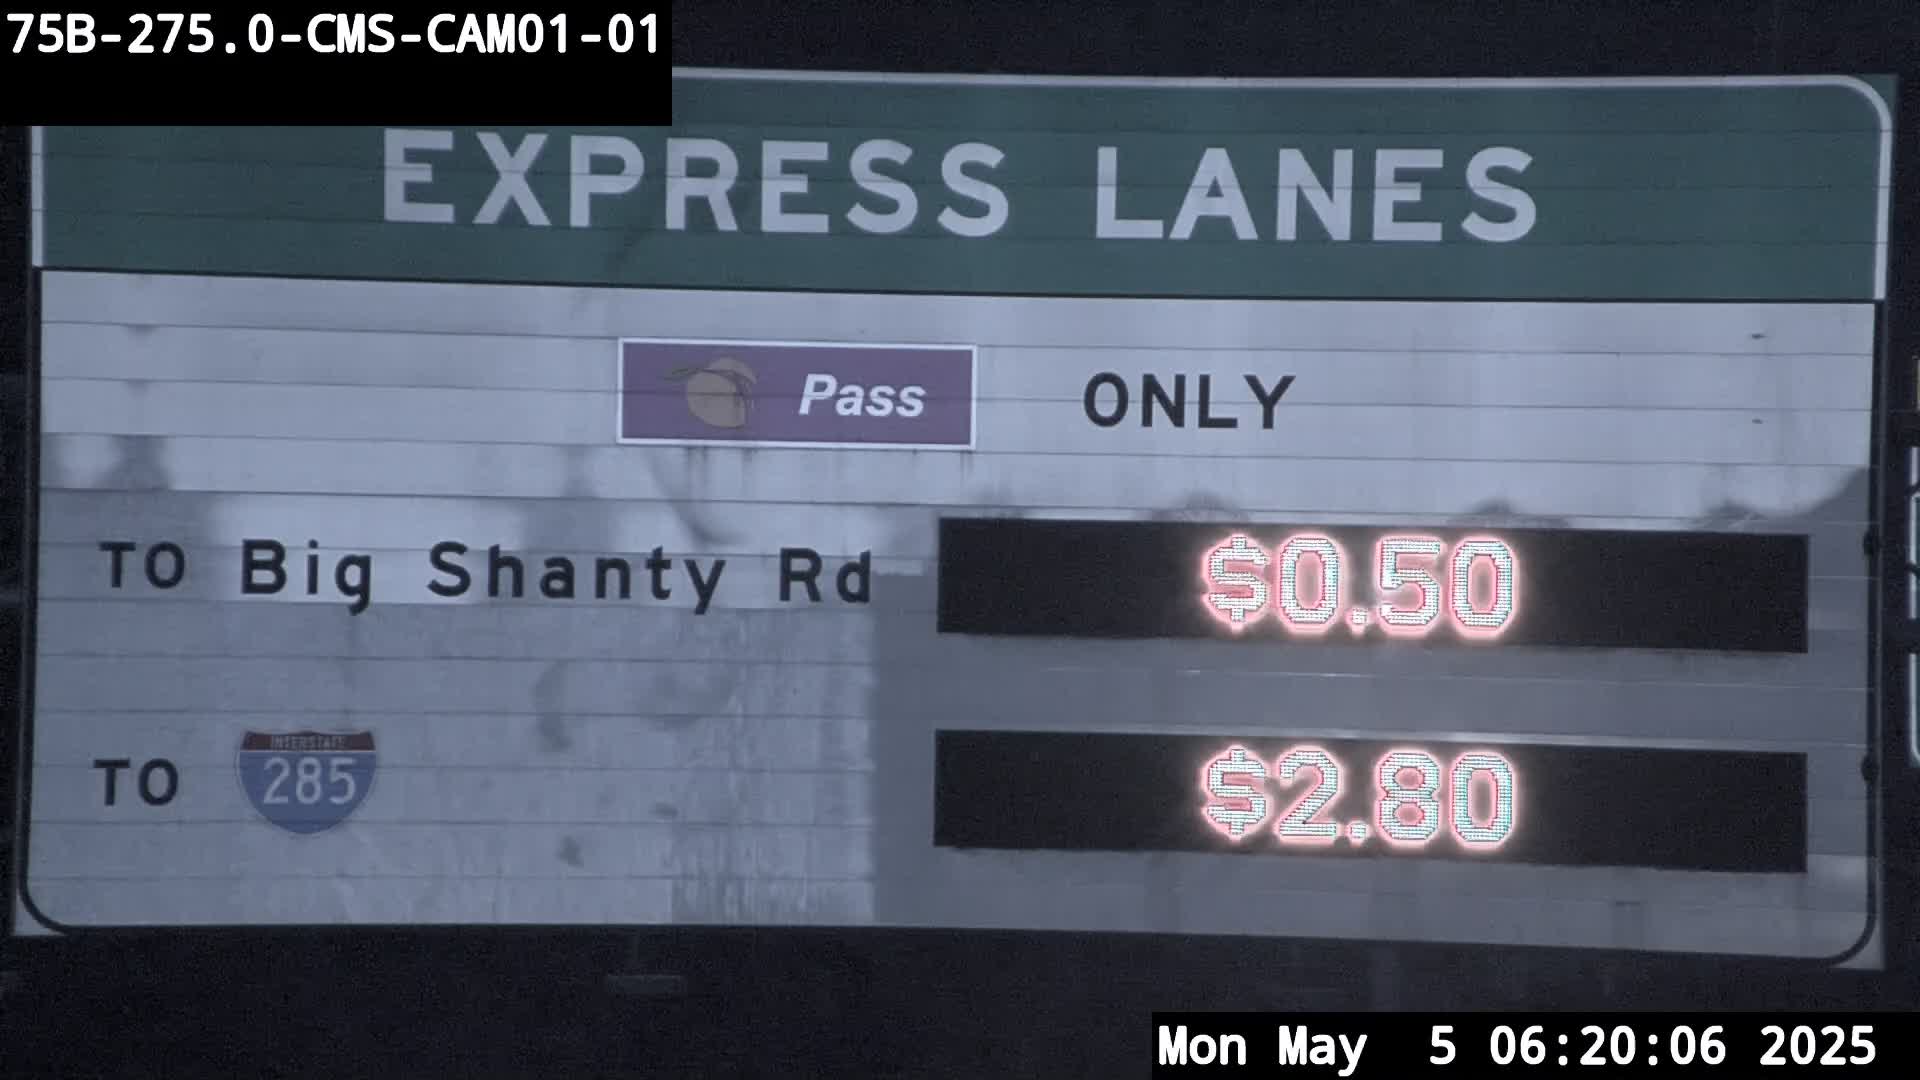 75B-275.0-CMS-CAM01-01
EXPRESS LANES
Pass ONLY
TO Big Shanty Rd $0.50
INTERSTATE
TO 285 $2.80
Mon May 5 06:20:06 2025